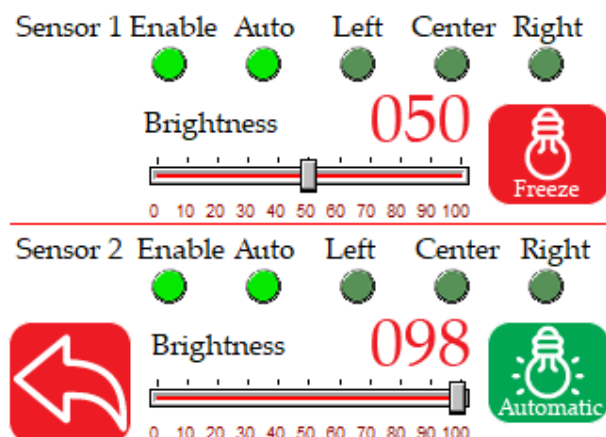 Sensor 1 Enable Auto Left Center Right
Brightness 050
Freeze
0 10 20 30 40 50 60 70 80 90 100
Sensor 2 Enable Auto Left Center Right
Brightness 098
Automatic
0 10 20 30 40 50 60 70 80 90 100